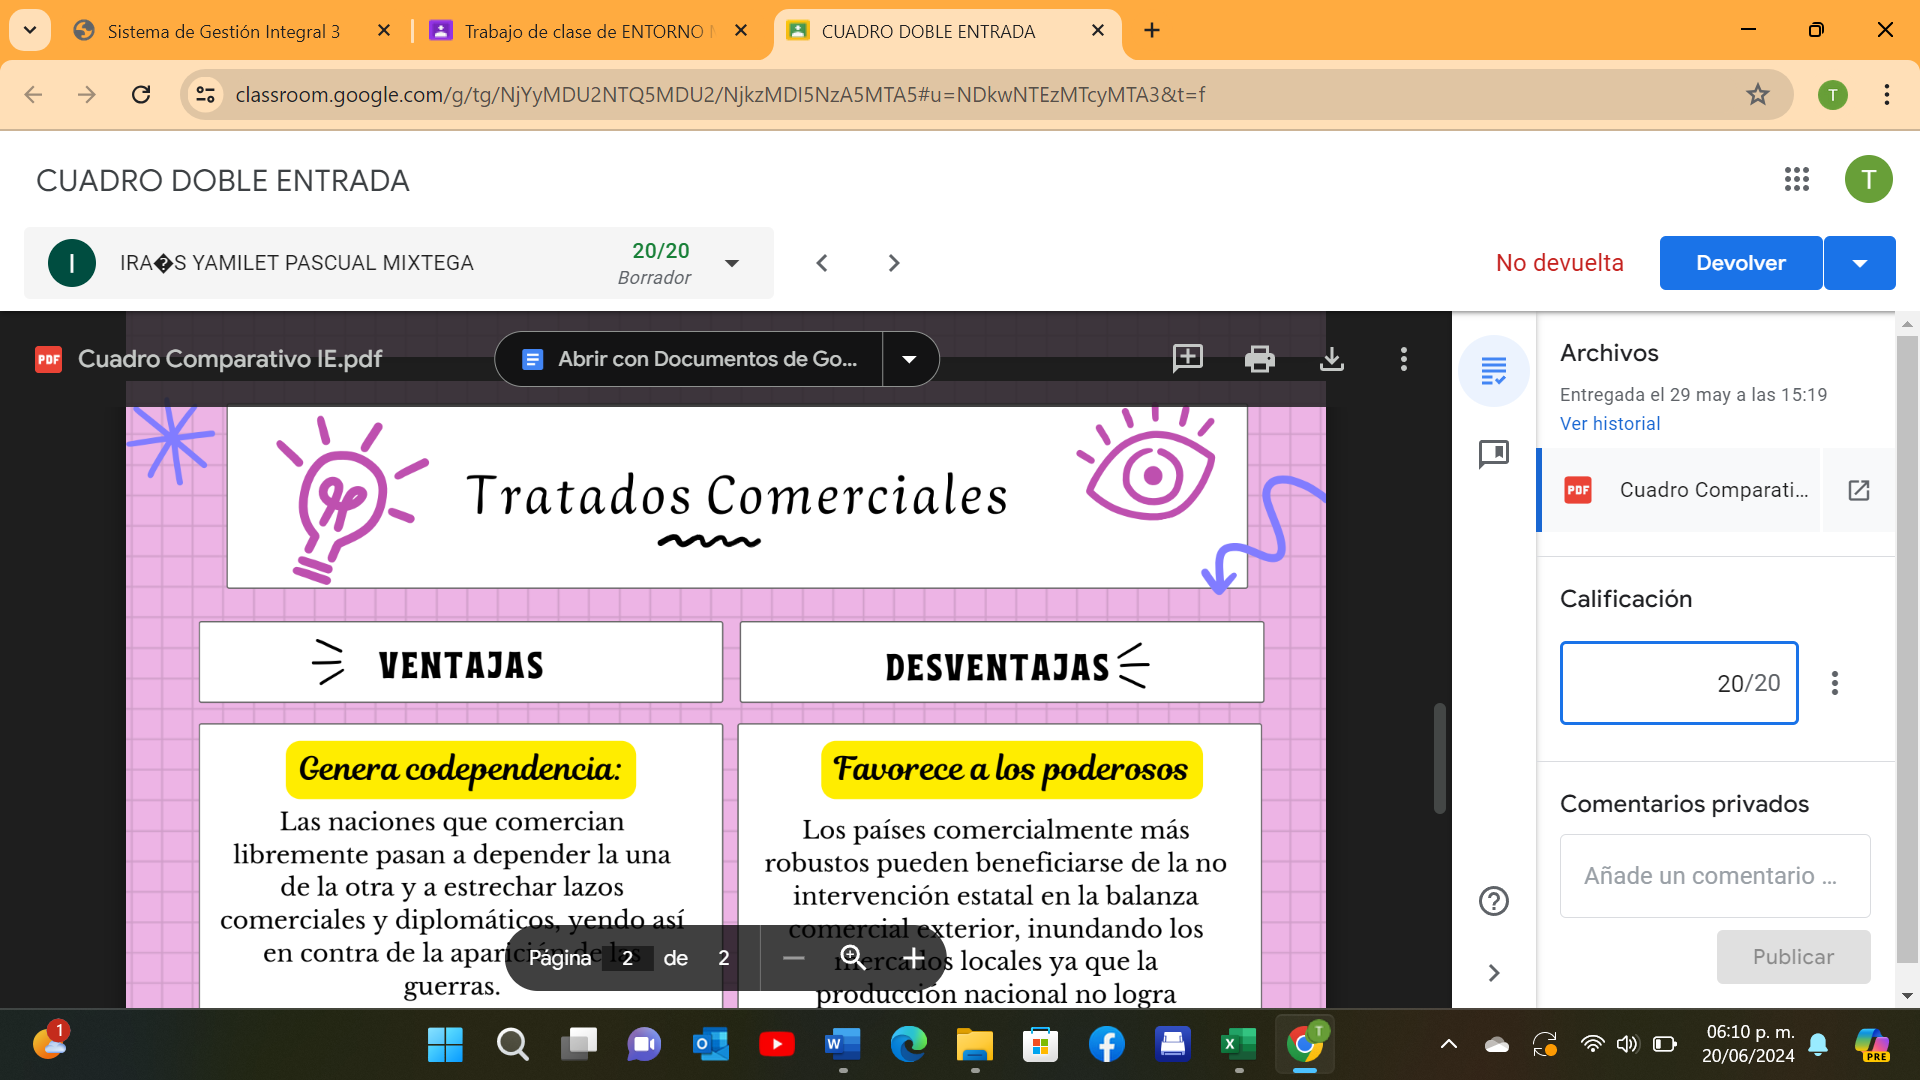 Sistema de Gestión Integral 3
Trabajo de clase de ENTORNO
CUADRO DOBLE ENTRADA
classroom.google.com/g/tg/NjYyMDU2NTQ5MDU2/NjkzMDI5NzA5MTA5#u=NDkwNTEzMTcyMTA3&t=f
T
CUADRO DOBLE ENTRADA
T
I
IRA�S YAMILET PASCUAL MIXTEGA
20/20
Borrador
No devuelta
Devolver
PDF
Cuadro Comparativo IE.pdf
Abrir con Documentos de Go...
Tratados Comerciales
VENTAJAS
DESVENTAJAS
Genera codependencia:
Las naciones que comercian
libremente pasan a depender la una
de la otra y a estrechar lazos
comerciales y diplomáticos, yendo así
en contra de la aparición de las
guerras.
Favorece a los poderosos
Los países comercialmente más
robustos pueden beneficiarse de la no
intervención estatal en la balanza
comercial exterior, inundando los
mercados locales ya que la
producción nacional no logra
Página 2 de 2
Archivos
Entregada el 29 may a las 15:19
Ver historial
PDF
Cuadro Comparati...
Calificación
20/20
Comentarios privados
Añade un comentario ...
Publicar
1
T
06:10 p. m.
20/06/2024
PRE